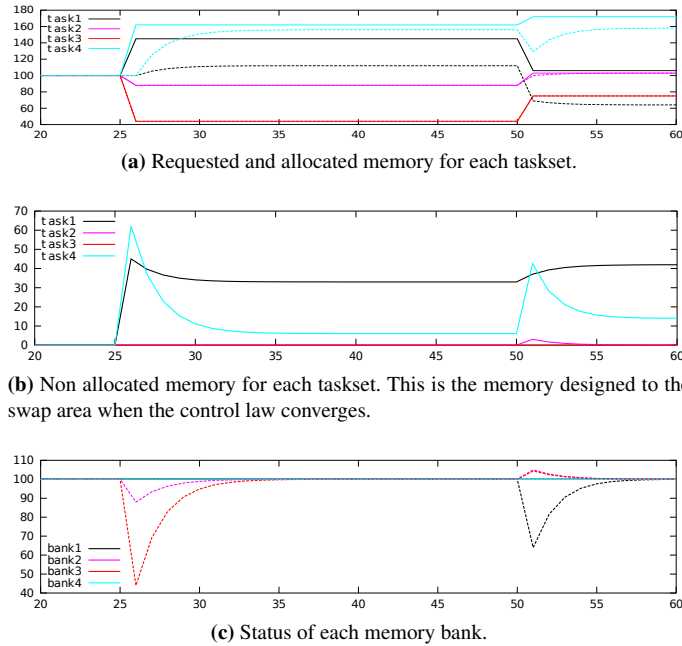 180
160
140
120
100
80
60
40
task1
task2
task3
task4
20 25 30 35 40 45 50 55 60
(a) Requested and allocated memory for each taskset.
70
60
50
40
30
20
10
0
task1
task2
task3
task4
20 25 30 35 40 45 50 55 60
(b) Non allocated memory for each taskset. This is the memory designed to the
swap area when the control law converges.
110
100
90
80
70
60
50
40
bank1
bank2
bank3
bank4
20 25 30 35 40 45 50 55 60
(c) Status of each memory bank.